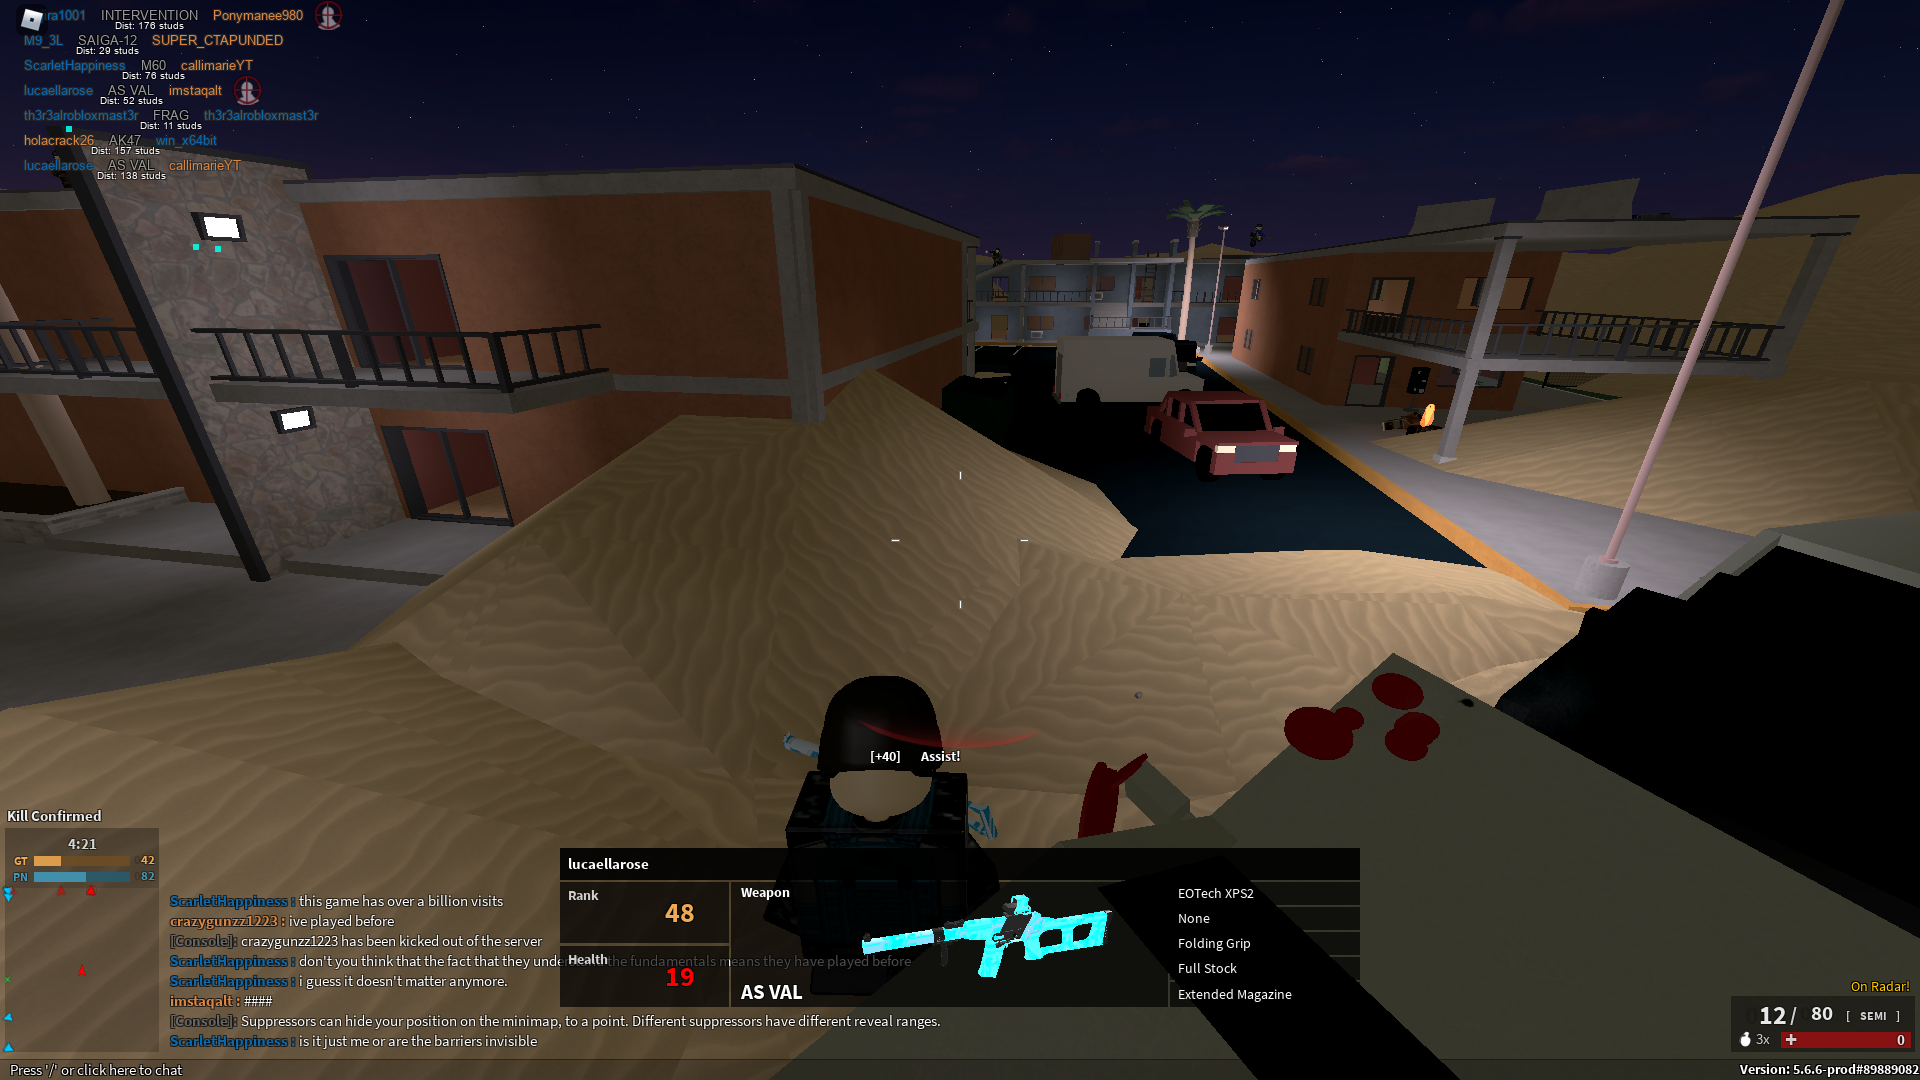 ra1001 INTERVENTION Ponymanee980
Dist: 176 studs
M9_3L SAIGA-12 SUPER_CTAPUNDED
Dist: 29 studs
ScarletHappiness M60 callimarieYT
Dist: 76 studs
lucaellarose AS VAL imstaqalt
Dist: 52 studs
th3r3alrobloxmast3r FRAG th3r3alrobloxmast3r
Dist: 11 studs
holacrack26 AK47 win_x64bit
Dist: 157 studs
lucaellarose AS VAL callimarieYT
Dist: 138 studs
[+40] Assist!
Kill Confirmed
4:21
GT 42
PN 82
ScarletHappiness : this game has over a billion visits
crazygunzz1223 : ive played before
[Console]: crazygunzz1223 has been kicked out of the server
ScarletHappiness : don't you think that the fact that they under the fundamentals means they have played before
ScarletHappiness : i guess it doesn't matter anymore.
imstaqalt : ####
[Console]: Suppressors can hide your position on the minimap, to a point. Different suppressors have different reveal ranges.
ScarletHappiness : is it just me or are the barriers invisible
Press '/' or click here to chat
lucaellarose
Rank
48
Health
19
Weapon
AS VAL
EOTech XPS2
None
Folding Grip
Full Stock
Extended Magazine
On Radar!
12 / 80 [ SEMI ]
3x 0
Version: 5.6.6-prod#89889082